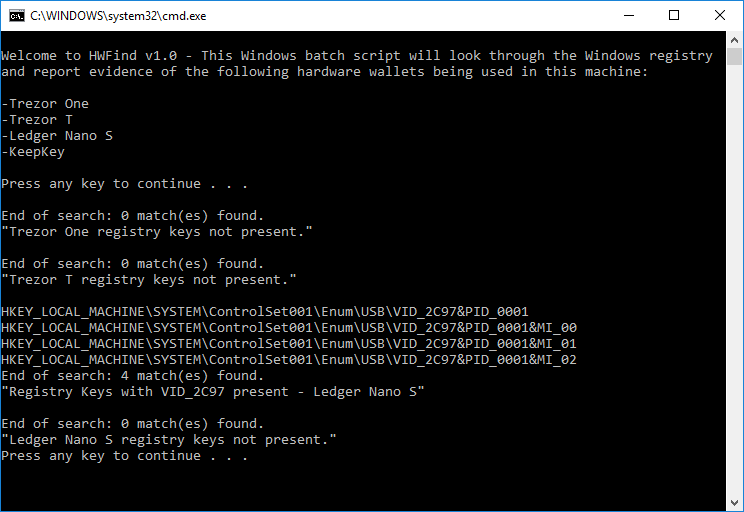 C:\WINDOWS\system32\cmd.exe
Welcome to HWFind v1.0 - This Windows batch script will look through the Windows registry
and report evidence of the following hardware wallets being used in this machine:
-Trezor One
-Trezor T
-Ledger Nano S
-KeepKey
Press any key to continue . . .
End of search: 0 match(es) found.
"Trezor One registry keys not present."
End of search: 0 match(es) found.
"Trezor T registry keys not present."
HKEY_LOCAL_MACHINE\SYSTEM\ControlSet001\Enum\USB\VID_2C97&PID_0001
HKEY_LOCAL_MACHINE\SYSTEM\ControlSet001\Enum\USB\VID_2C97&PID_0001&MI_00
HKEY_LOCAL_MACHINE\SYSTEM\ControlSet001\Enum\USB\VID_2C97&PID_0001&MI_01
HKEY_LOCAL_MACHINE\SYSTEM\ControlSet001\Enum\USB\VID_2C97&PID_0001&MI_02
End of search: 4 match(es) found.
"Registry Keys with VID_2C97 present - Ledger Nano S"
End of search: 0 match(es) found.
"Ledger Nano S registry keys not present."
Press any key to continue . . .